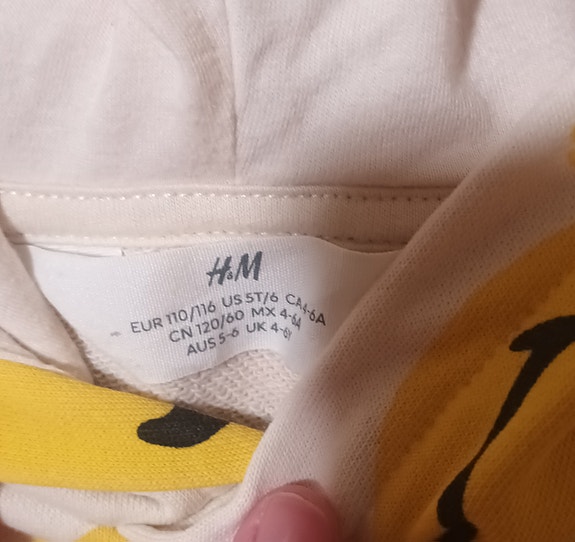 H&M
EUR 110/116 US 5T/6 CA 4-6A
CN 120/60 MX 4-6A
AUS 5-6 UK 4-6Y